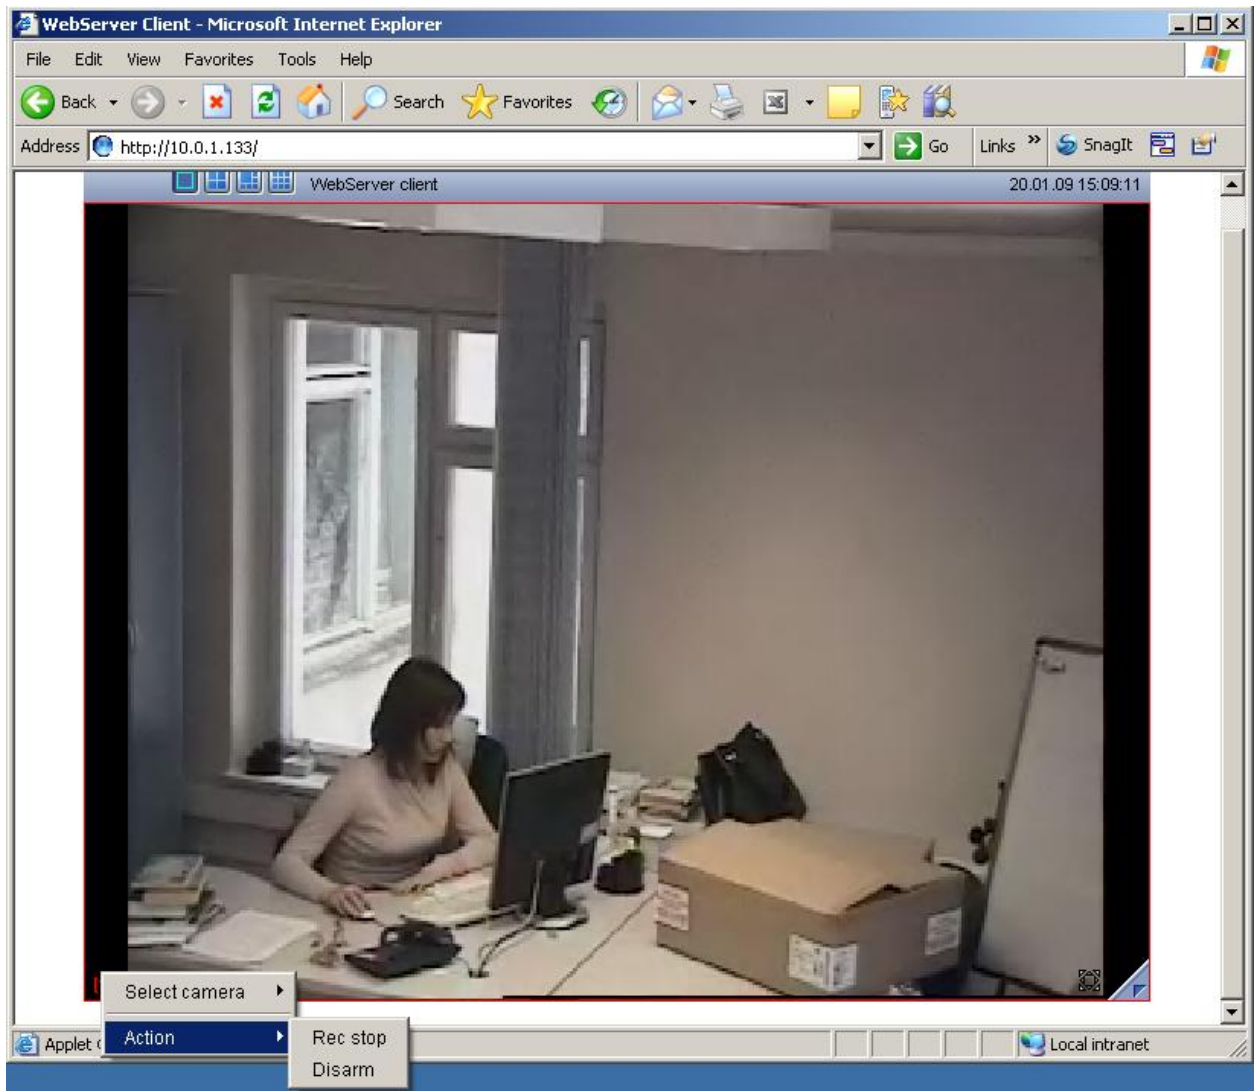 WebServer Client - Microsoft Internet Explorer
File Edit View Favorites Tools Help
Back Search Favorites
Address http://10.0.1.133/ Go Links » SnagIt
WebServer client 20.01.09 15:09:11
Select camera
Action
Rec stop
Disarm
Applet
Local intranet